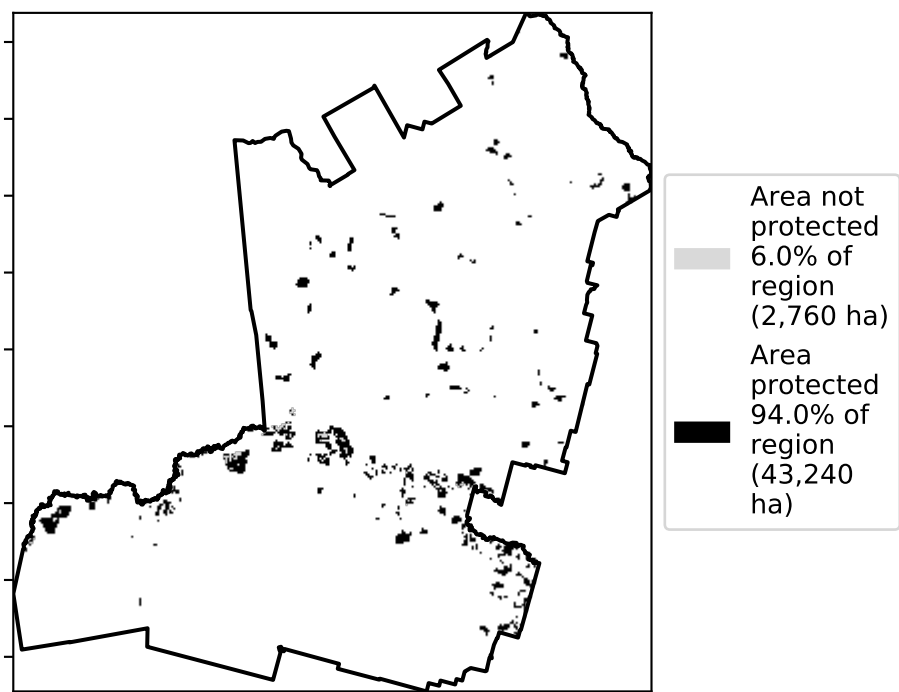 Area not
protected
6.0% of
region
(2,760 ha)
Area
protected
94.0% of
region
(43,240
ha)